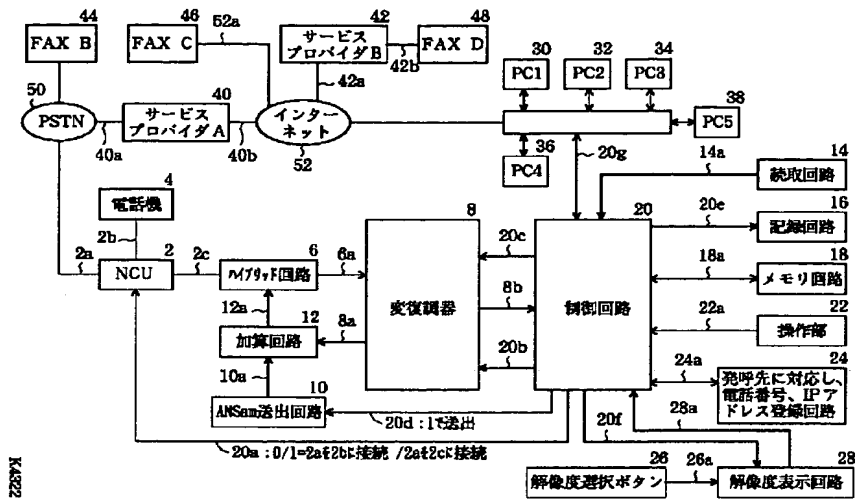 44
FAX B
46
FAX C
52a
42
サービス
プロバイダB
42b
48
FAX D
42a
50
PSTN
40a
40
サービス
プロバイダA
40b
インター
ネット
52
30
PC1
32
PC2
34
PC3
38
PC5
36
PC4
20g
14a
14
読取回路
4
電話機
2b
2a
2
NCU
2c
6
ハイブリッド回路
6a
8
変復調器
20c
8b
20b
20
制御回路
20e
16
記録回路
18a
18
メモリ回路
22a
22
操作部
12a
12
加算回路
8a
10a
10
ANSam送出回路
20d:1で送出
24a
24
発呼先に対応し、
電話番号、IPア
ドレス登録回路
20f
28a
20a:0/1=2aを2bに接続/2aを2cに接続
26
解像度選択ボタン
26a
28
解像度表示回路
K4322